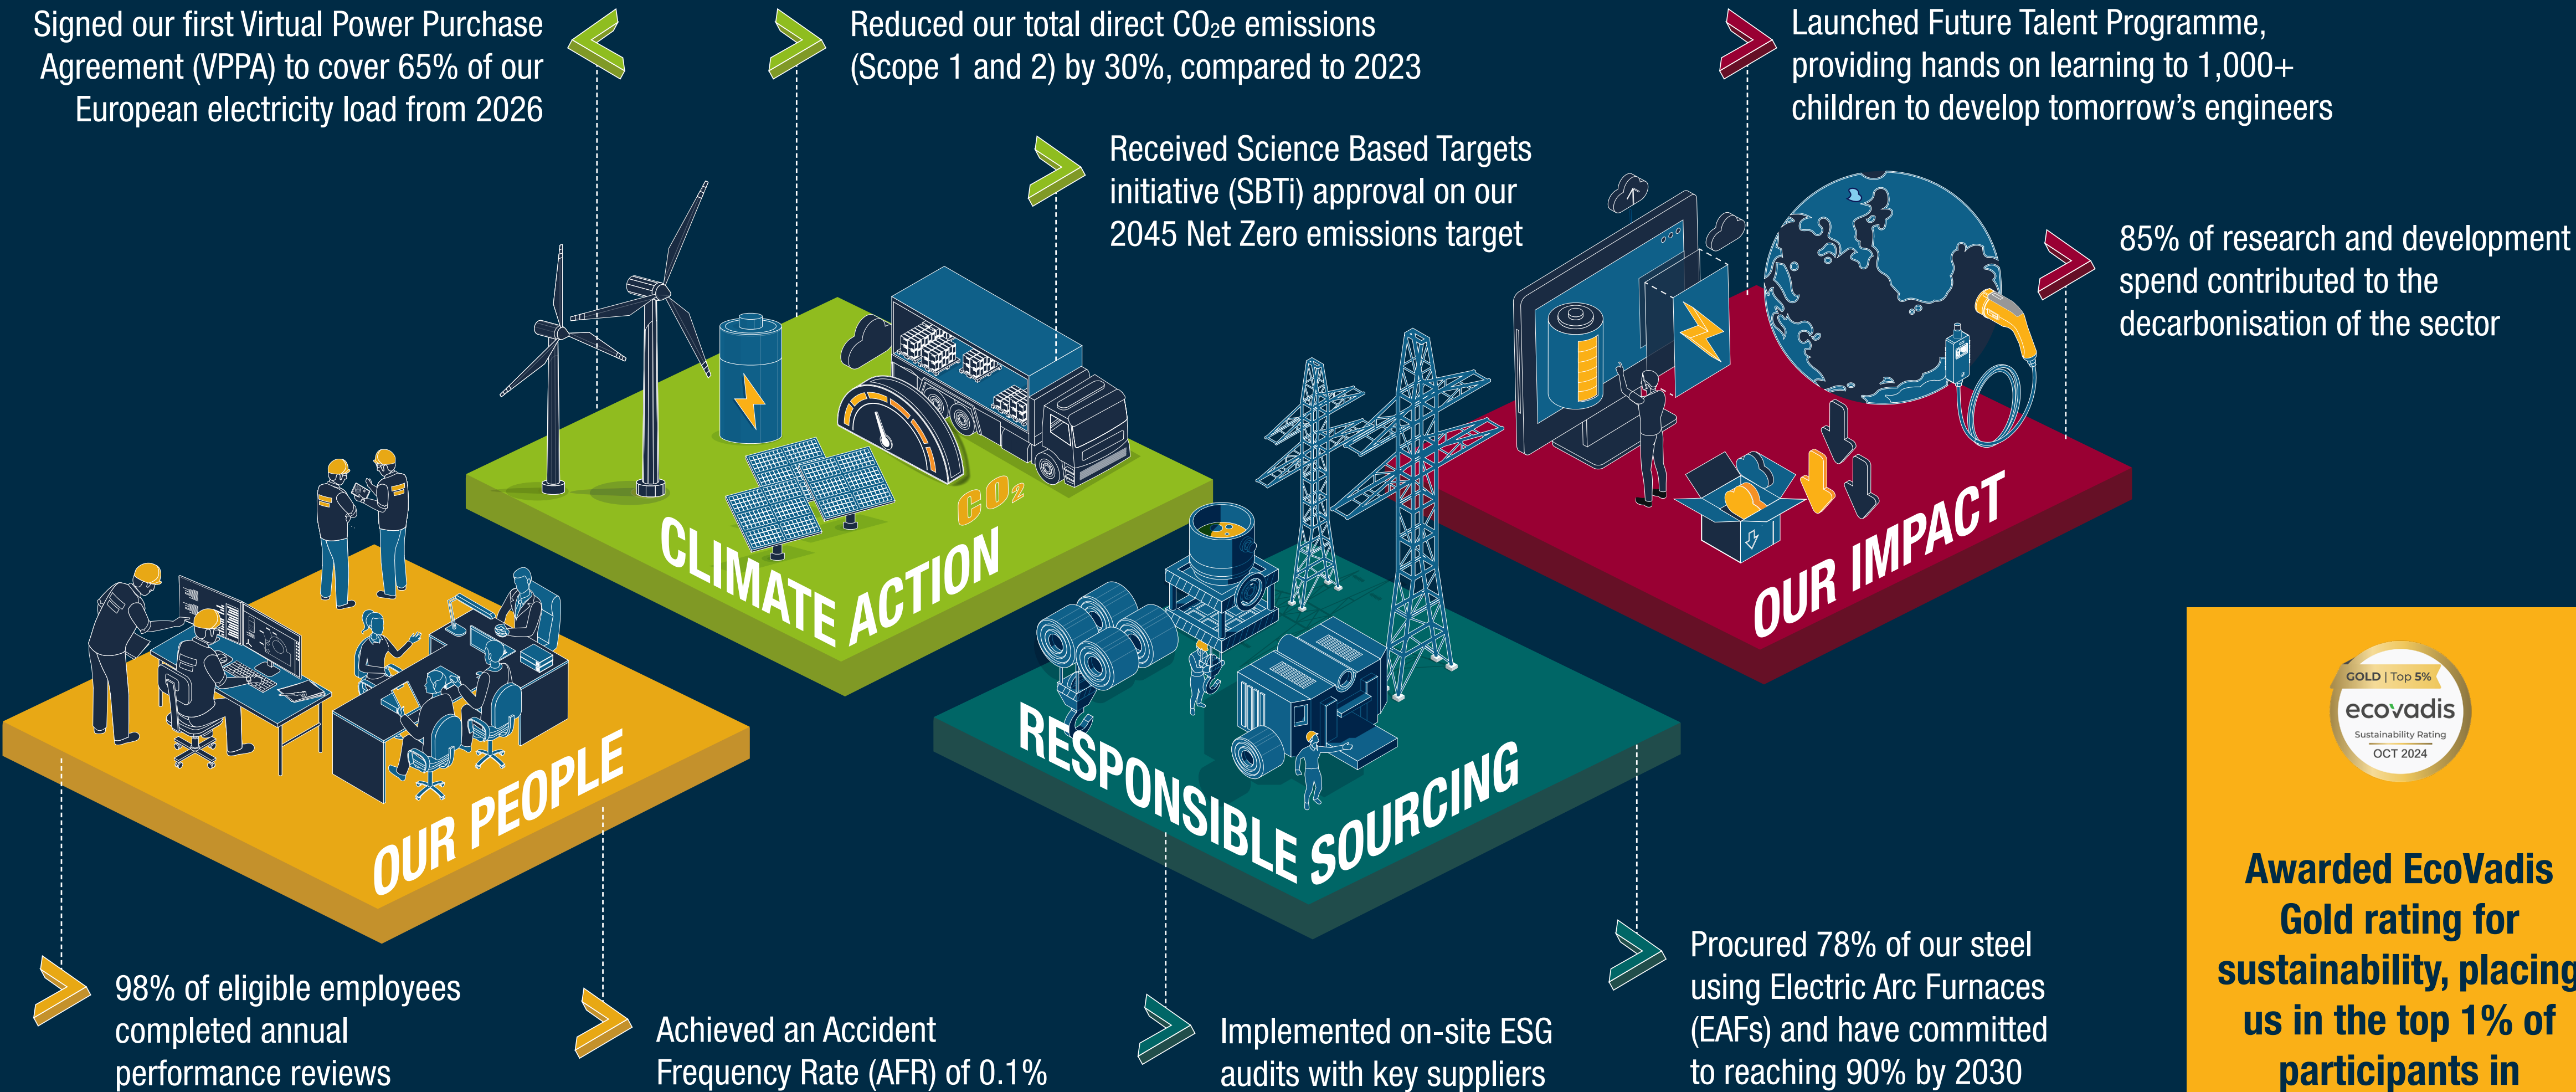 Signed our first Virtual Power Purchase
Agreement (VPPA) to cover 65% of our
European electricity load from 2026
Reduced our total direct CO₂e emissions
(Scope 1 and 2) by 30%, compared to 2023
Received Science Based Targets
initiative (SBTi) approval on our
2045 Net Zero emissions target
Launched Future Talent Programme,
providing hands on learning to 1,000+
children to develop tomorrow’s engineers
85% of research and development
spend contributed to the
decarbonisation of the sector
CO₂
CLIMATE ACTION
OUR IMPACT
OUR PEOPLE
RESPONSIBLE SOURCING
98% of eligible employees
completed annual
performance reviews
Achieved an Accident
Frequency Rate (AFR) of 0.1%
Implemented on-site ESG
audits with key suppliers
Procured 78% of our steel
using Electric Arc Furnaces
(EAFs) and have committed
to reaching 90% by 2030
GOLD | Top 5%
ecovadis
Sustainability Rating
OCT 2024
Awarded EcoVadis
Gold rating for
sustainability, placing
us in the top 1% of
participants in